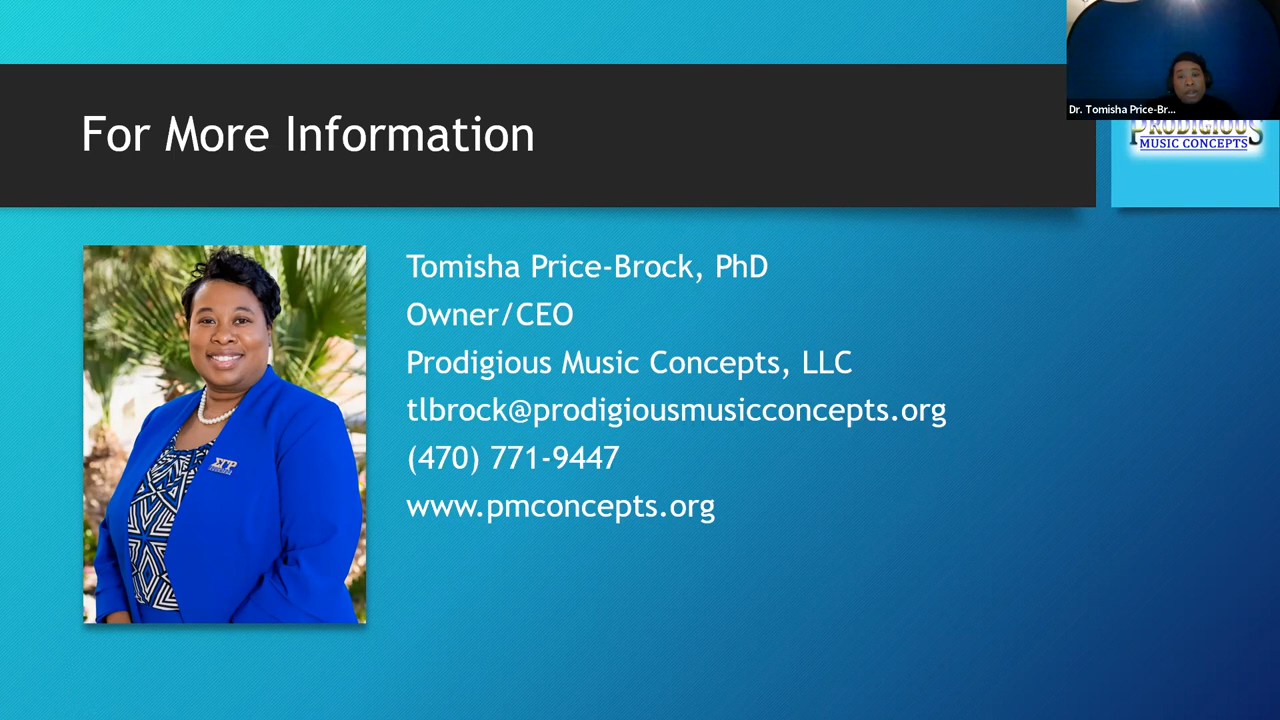 Dr. Tomisha Price-Br...
For More Information
PRODIGIOUS
MUSIC CONCEPTS
Tomisha Price-Brock, PhD
Owner/CEO
Prodigious Music Concepts, LLC
tlbrock@prodigiousmusicconcepts.org
(470) 771-9447
ΣΓΡ
www.pmconcepts.org